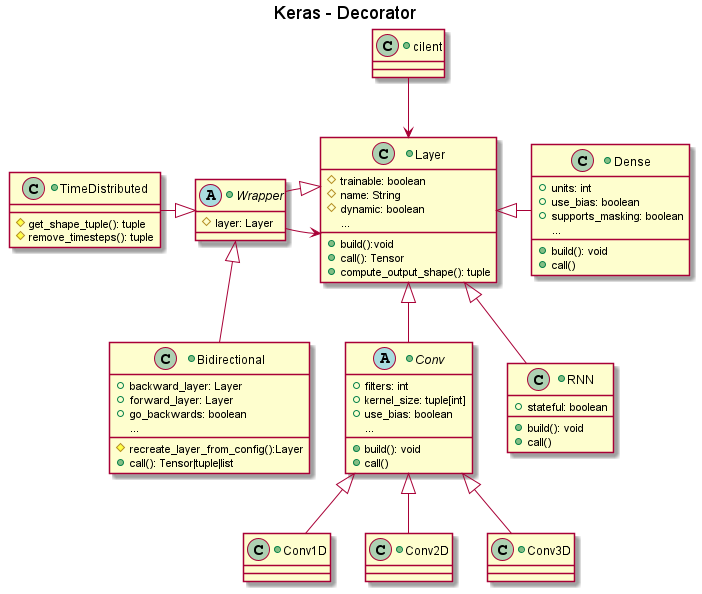 Keras - Decorator
C cilent
C Layer
trainable: boolean
name: String
dynamic: boolean
...
build():void
call(): Tensor
compute_output_shape(): tuple
C Dense
units: int
use_bias: boolean
supports_masking: boolean
...
build(): void
call()
C TimeDistributed
get_shape_tuple(): tuple
remove_timesteps(): tuple
A Wrapper
layer: Layer
C Bidirectional
backward_layer: Layer
forward_layer: Layer
go_backwards: boolean
...
recreate_layer_from_config():Layer
call(): Tensor|tuple|list
A Conv
filters: int
kernel_size: tuple[int]
use_bias: boolean
...
build(): void
call()
C RNN
stateful: boolean
build(): void
call()
C Conv1D
C Conv2D
C Conv3D